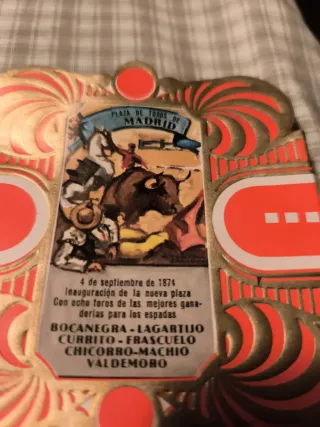 PLAZA DE TOROS DE
MADRID
4 de septiembre de 1874
Inauguración de la nueva plaza
Con ocho toros de las mejores gana-
derías para los espadas
BOCANEGRA - LAGARTIJO
CURRITO - FRASCUELO
CHICORRO - MACHIO
VALDEMORO